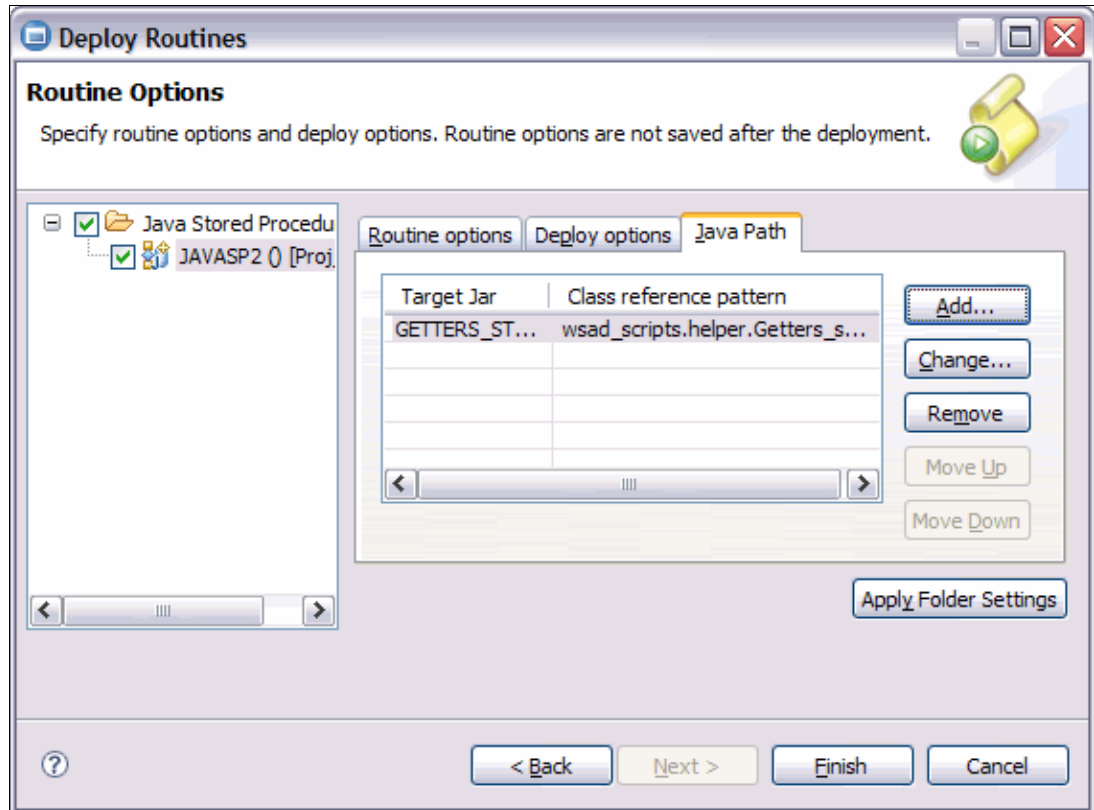 Deploy Routines
Routine Options
Specify routine options and deploy options. Routine options are not saved after the deployment.
Java Stored Procedu
JAVASP2 () [Proj
Routine options
Deploy options
Java Path
Target Jar
Class reference pattern
GETTERS_ST...
wsad_scripts.helper.Getters_s...
Add...
Change...
Remove
Move Up
Move Down
Apply Folder Settings
?
< Back
Next >
Finish
Cancel